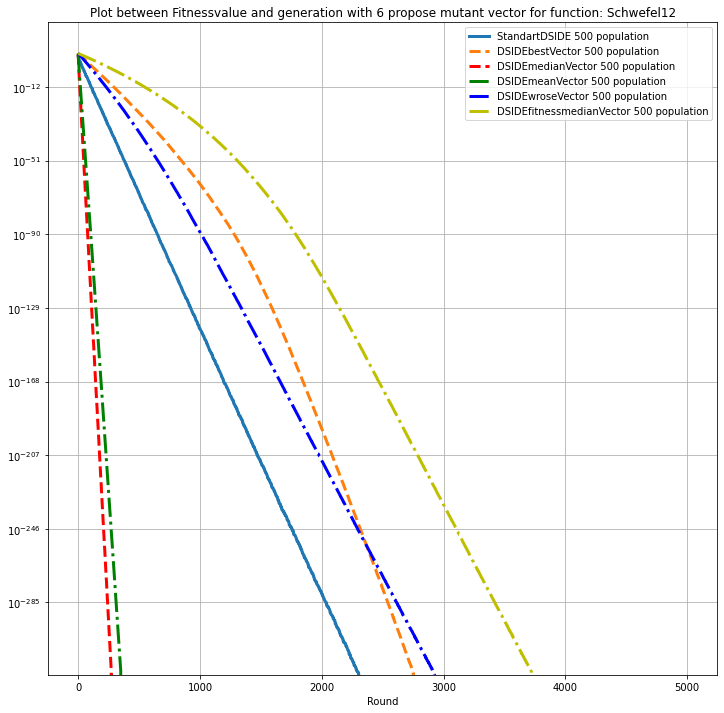 Plot between Fitnessvalue and generation with 6 propose mutant vector for function: Schwefel12
StandartDSIDE 500 population
DSIDEbestVector 500 population
DSIDEmedianVector 500 population
DSIDEmeanVector 500 population
DSIDEwroseVector 500 population
DSIDEfitnessmedianVector 500 population
10^-12
10^-51
10^-90
10^-129
10^-168
10^-207
10^-246
10^-285
0 1000 2000 3000 4000 5000
Round